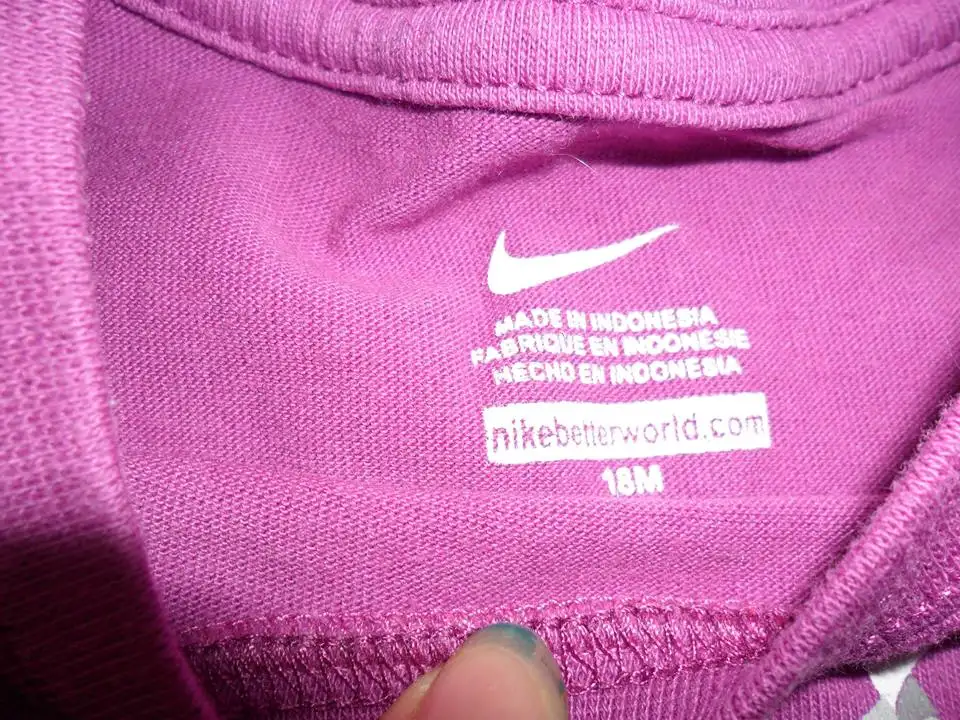 MADE IN INDONESIA
FABRIQUE EN INDONESIE
HECHO EN INDONESIA
nikebetterworld.com
18M